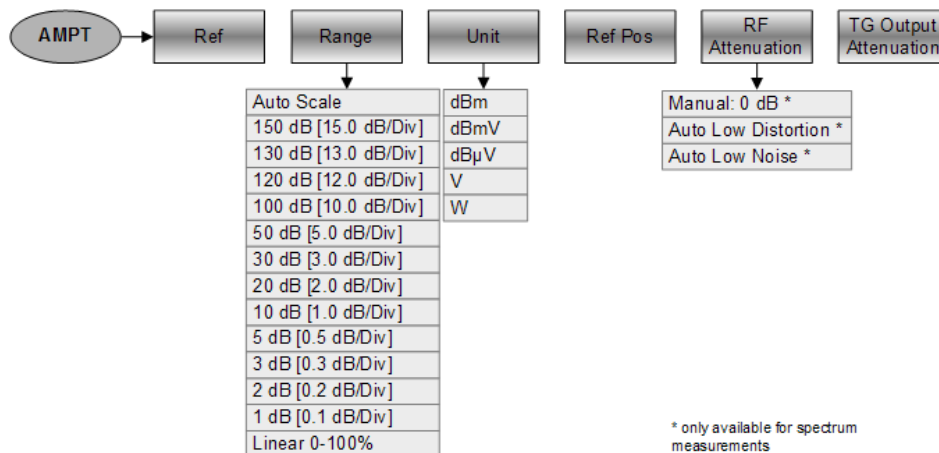 AMPT
Ref
Range
Unit
Ref Pos
RF
Attenuation
TG Output
Attenuation
Auto Scale
150 dB [15.0 dB/Div]
130 dB [13.0 dB/Div]
120 dB [12.0 dB/Div]
100 dB [10.0 dB/Div]
50 dB [5.0 dB/Div]
30 dB [3.0 dB/Div]
20 dB [2.0 dB/Div]
10 dB [1.0 dB/Div]
5 dB [0.5 dB/Div]
3 dB [0.3 dB/Div]
2 dB [0.2 dB/Div]
1 dB [0.1 dB/Div]
Linear 0-100%
dBm
dBmV
dBµV
V
W
Manual: 0 dB *
Auto Low Distortion *
Auto Low Noise *
* only available for spectrum
measurements